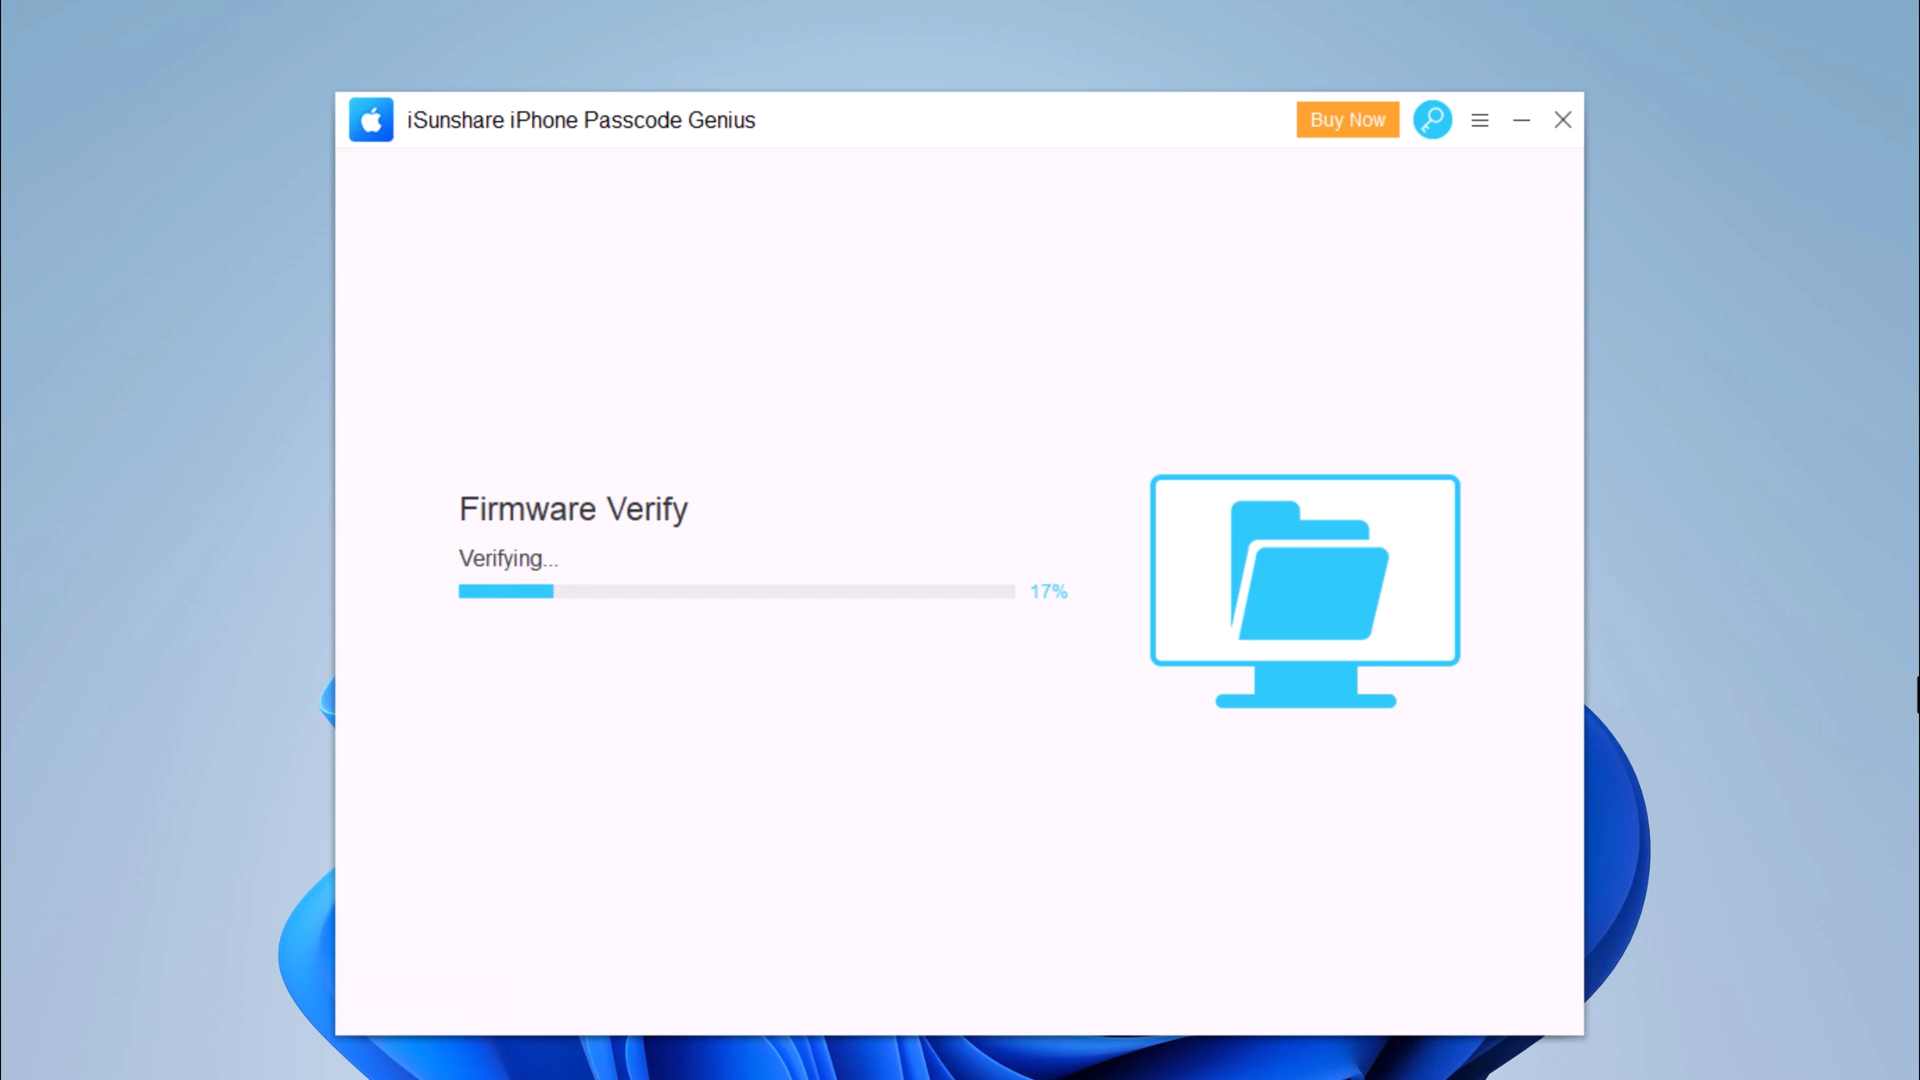 iSunshare iPhone Passcode Genius
Buy Now
Firmware Verify
Verifying...
17%